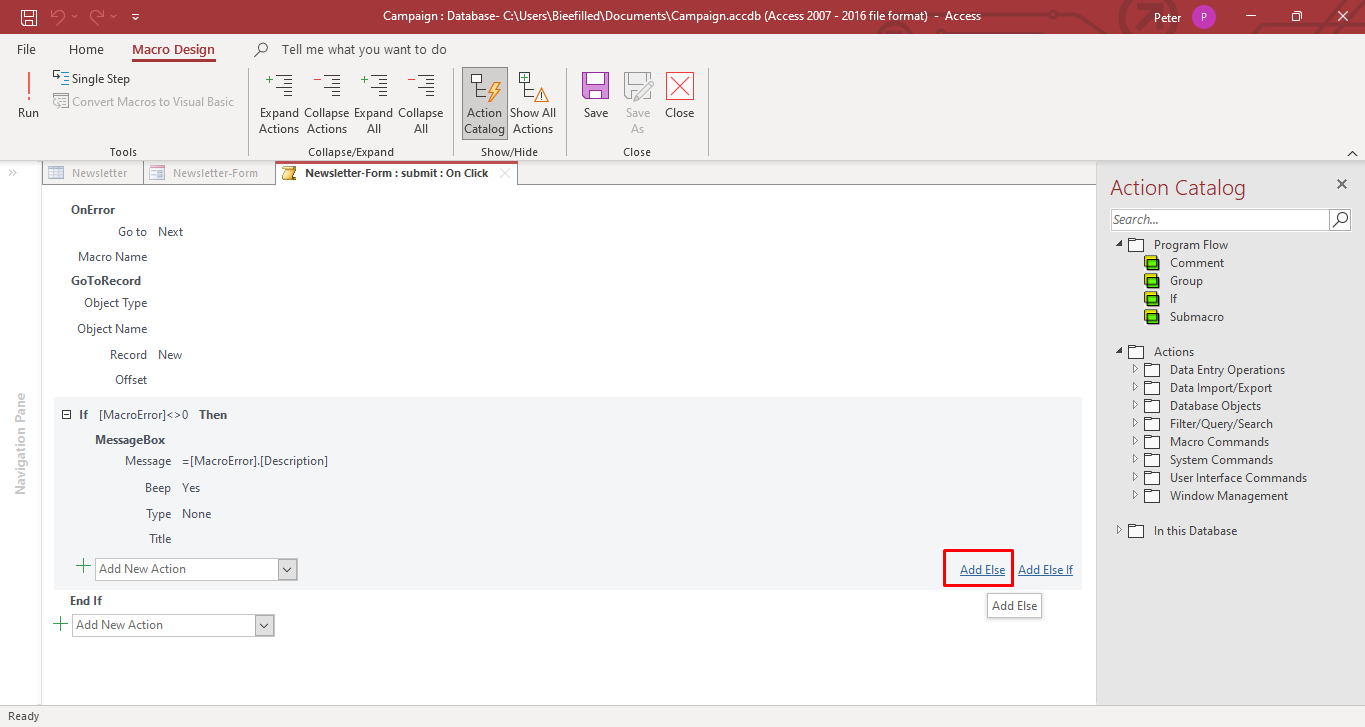 Campaign : Database- C:\Users\Bieefilled\Documents\Campaign.accdb (Access 2007 - 2016 file format) - Access
Peter
P
File
Home
Macro Design
Tell me what you want to do
Run
Single Step
Convert Macros to Visual Basic
Tools
Expand Actions
Collapse Actions
Expand All
Collapse All
Collapse/Expand
Action Catalog
Show All Actions
Show/Hide
Save
Save As
Close
Close
Newsletter
Newsletter-Form
Newsletter-Form : submit : On Click
Navigation Pane
OnError
Go to Next
Macro Name
GoToRecord
Object Type
Object Name
Record New
Offset
If [MacroError]<>0 Then
MessageBox
Message =[MacroError].[Description]
Beep Yes
Type None
Title
Add New Action
Add Else Add Else If
Add Else
End If
Add New Action
Action Catalog
Search...
Program Flow
Comment
Group
If
Submacro
Actions
Data Entry Operations
Data Import/Export
Database Objects
Filter/Query/Search
Macro Commands
System Commands
User Interface Commands
Window Management
In this Database
Ready